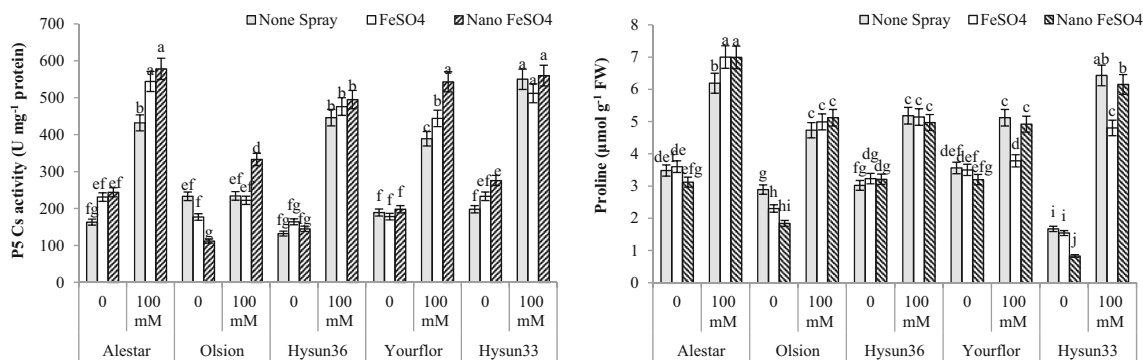 None Spray FeSO4 Nano FeSO4
P5 Cs activity (U mg⁻¹ protein)
700
600
500
400
300
200
100
0
fg ef ef b a a
ef f g ef ef d
fg fg fg b b b
f f f c b a
f ef e a a a
0 100 mM 0 100 mM 0 100 mM 0 100 mM 0 100 mM
Alestar Olsion Hysun36 Yourflor Hysun33
None Spray FeSO4 Nano FeSO4
Proline (µmol g⁻¹ FW)
8
7
6
5
4
3
2
1
0
def def efg b a a
g h hi c c c
fg dg dg c c c
def def efg c d c
i i j ab c b
0 100 mM 0 100 mM 0 100 mM 0 100 mM 0 100 mM
Alestar Olsion Hysun36 Yourflor Hysun33